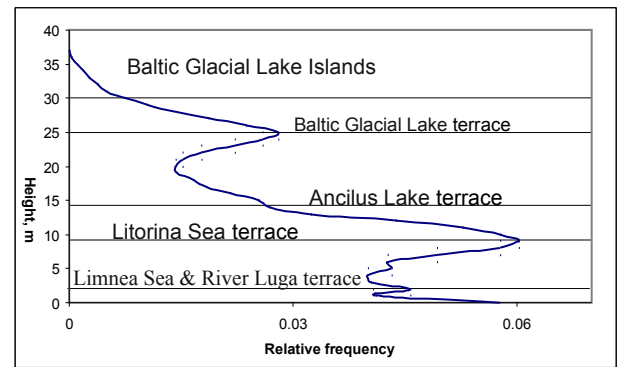 40
35
Baltic Glacial Lake Islands
30
Baltic Glacial Lake terrace
25
20
15
Ancilus Lake terrace
Litorina Sea terrace
10
5
Limnea Sea & River Luga terrace
0
Height, m
0 0.03 0.06
Relative frequency